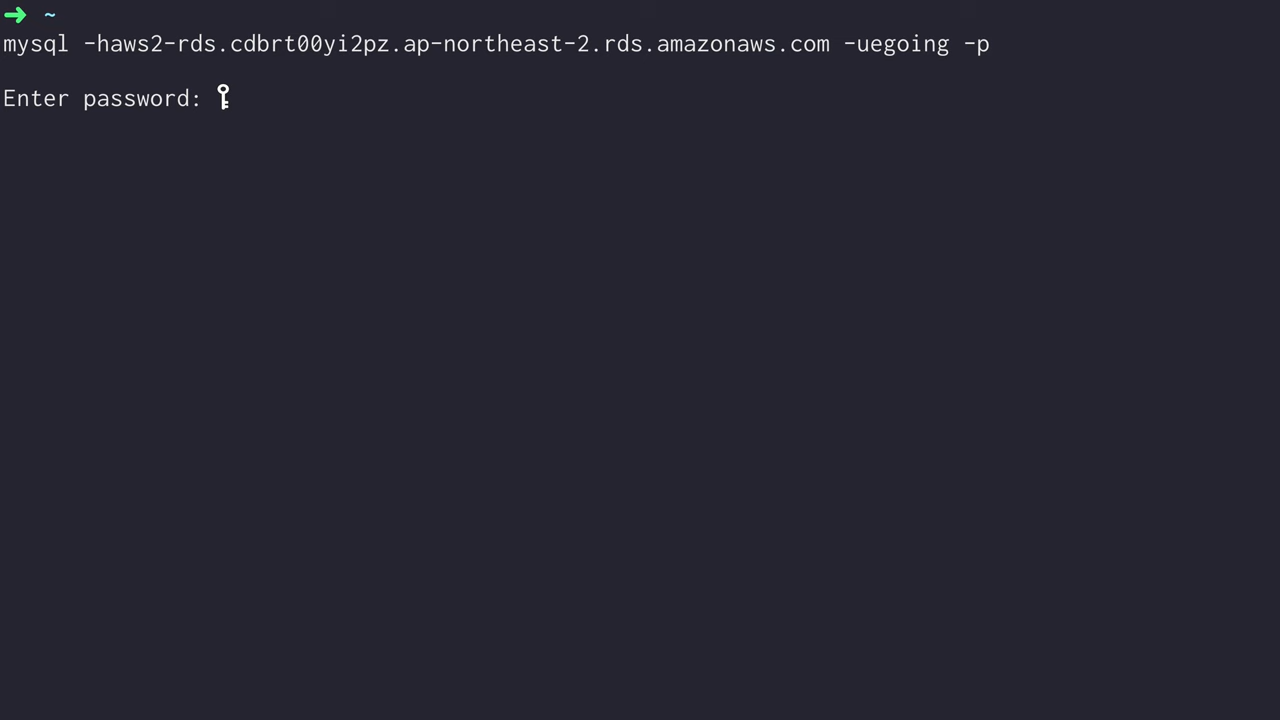 ➜ ~
mysql -haws2-rds.cdbrt00yi2pz.ap-northeast-2.rds.amazonaws.com -uegoing -p
Enter password: